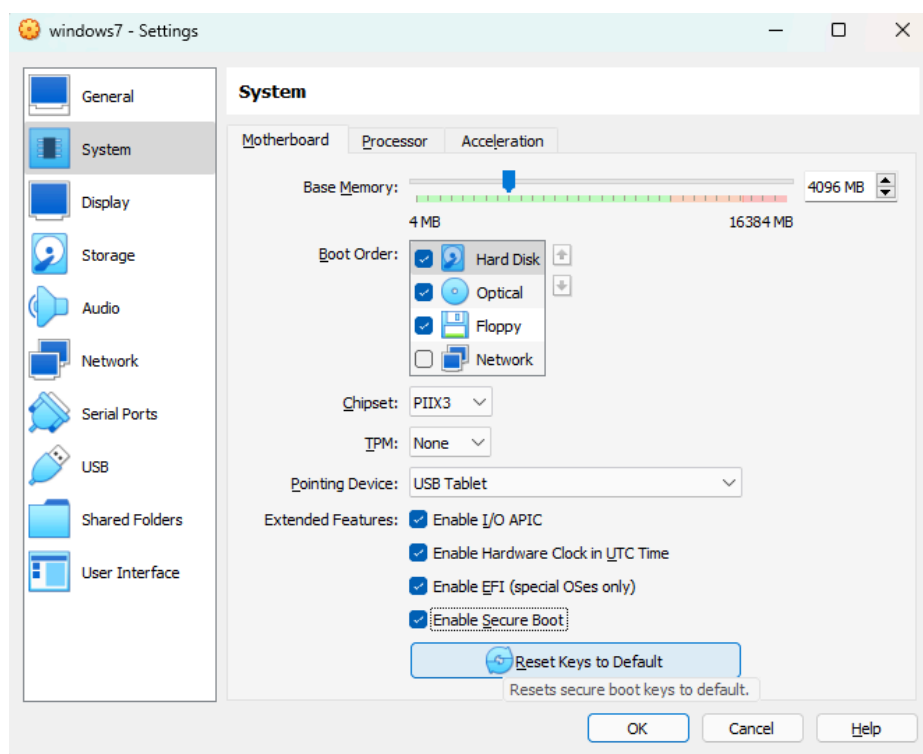 windows7 - Settings
General
System
Display
Storage
Audio
Network
Serial Ports
USB
Shared Folders
User Interface
System
Motherboard Processor Acceleration
Base Memory: 4096 MB
4 MB 16384 MB
Boot Order: Hard Disk
Optical
Floppy
Network
Chipset: PIIX3
TPM: None
Pointing Device: USB Tablet
Extended Features: Enable I/O APIC
Enable Hardware Clock in UTC Time
Enable EFI (special OSes only)
Enable Secure Boot
Reset Keys to Default
Resets secure boot keys to default.
OK Cancel Help